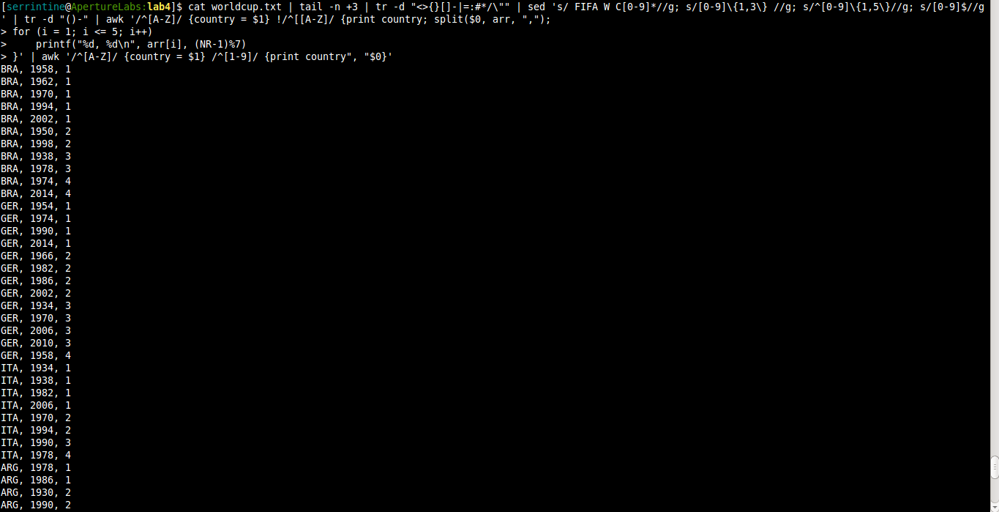 [serrintine@ApertureLabs:lab4]$ cat worldcup.txt | tail -n +3 | tr -d "<>{}[]-|=:#*/\"" | sed 's/ FIFA W C[0-9]*//g; s/[0-9]\{1,3\} //g; s/^[0-9]\{1,5\}//g; s/[0-9]$//g
' | tr -d "()-" | awk '/^[A-Z]/ {country = $1} !/^[[A-Z]/ {print country; split($0, arr, ",");
> for (i = 1; i <= 5; i++)
>     printf("%d, %d\n", arr[i], (NR-1)%7)
> }' | awk '/^[A-Z]/ {country = $1} /^[1-9]/ {print country", "$0}'
BRA, 1958, 1
BRA, 1962, 1
BRA, 1970, 1
BRA, 1994, 1
BRA, 2002, 1
BRA, 1950, 2
BRA, 1998, 2
BRA, 1938, 3
BRA, 1978, 3
BRA, 1974, 4
BRA, 2014, 4
GER, 1954, 1
GER, 1974, 1
GER, 1990, 1
GER, 2014, 1
GER, 1966, 2
GER, 1982, 2
GER, 1986, 2
GER, 2002, 2
GER, 1934, 3
GER, 1970, 3
GER, 2006, 3
GER, 2010, 3
GER, 1958, 4
ITA, 1934, 1
ITA, 1938, 1
ITA, 1982, 1
ITA, 2006, 1
ITA, 1970, 2
ITA, 1994, 2
ITA, 1990, 3
ITA, 1978, 4
ARG, 1978, 1
ARG, 1986, 1
ARG, 1930, 2
ARG, 1990, 2